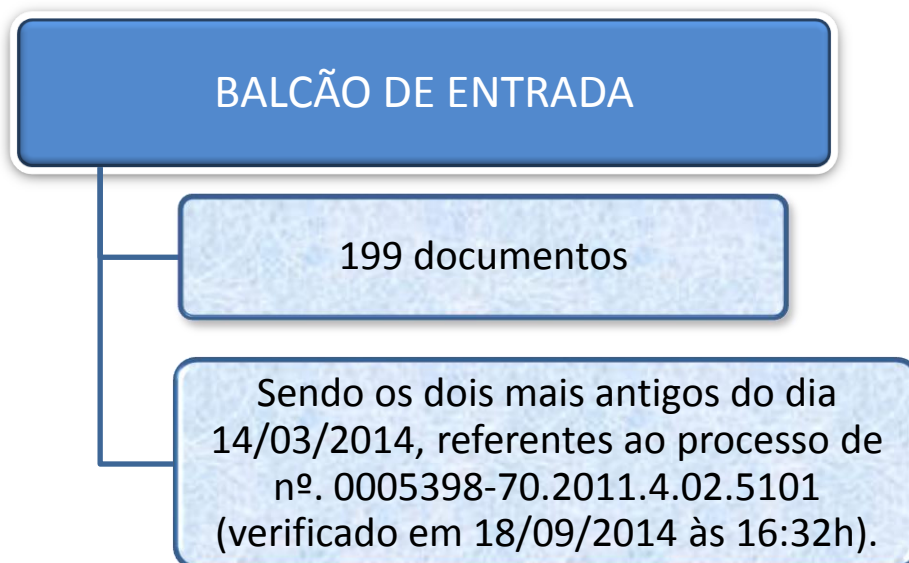 BALCÃO DE ENTRADA
199 documentos
Sendo os dois mais antigos do dia
14/03/2014, referentes ao processo de
nº. 0005398-70.2011.4.02.5101
(verificado em 18/09/2014 às 16:32h).